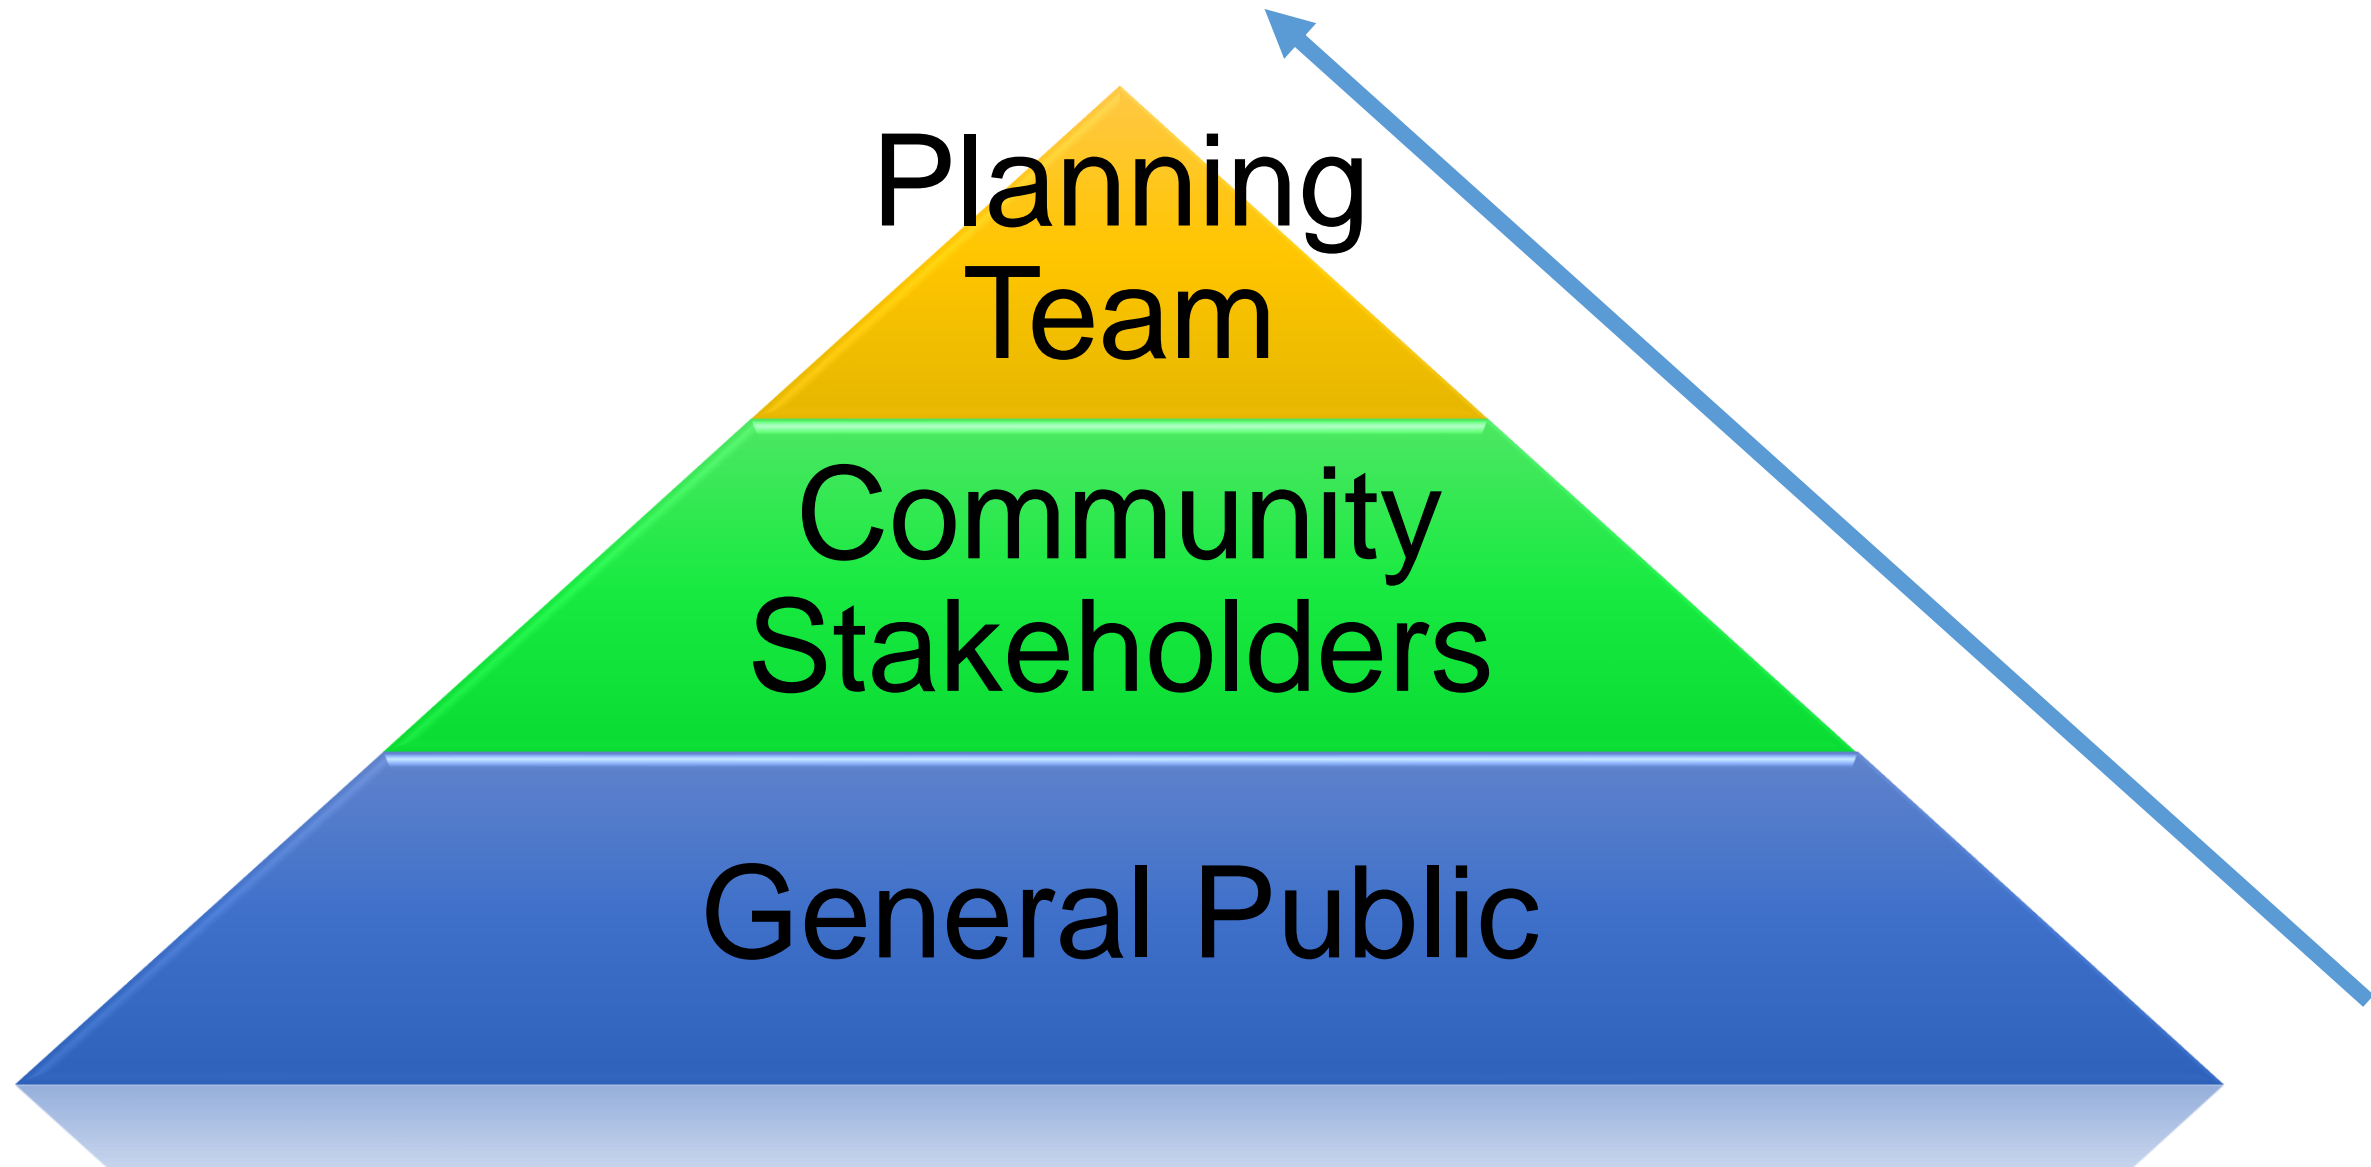 Planning
Team
Community
Stakeholders
General Public